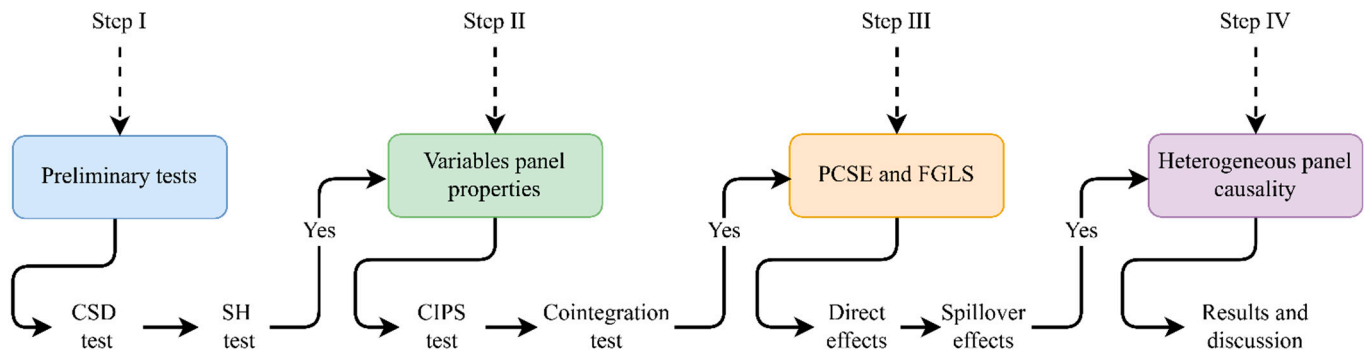 Step I
Step II
Step III
Step IV
Preliminary tests
Variables panel
properties
PCSE and FGLS
Heterogeneous panel
causality
Yes
Yes
Yes
CSD
test
SH
test
CIPS
test
Cointegration
test
Direct
effects
Spillover
effects
Results and
discussion